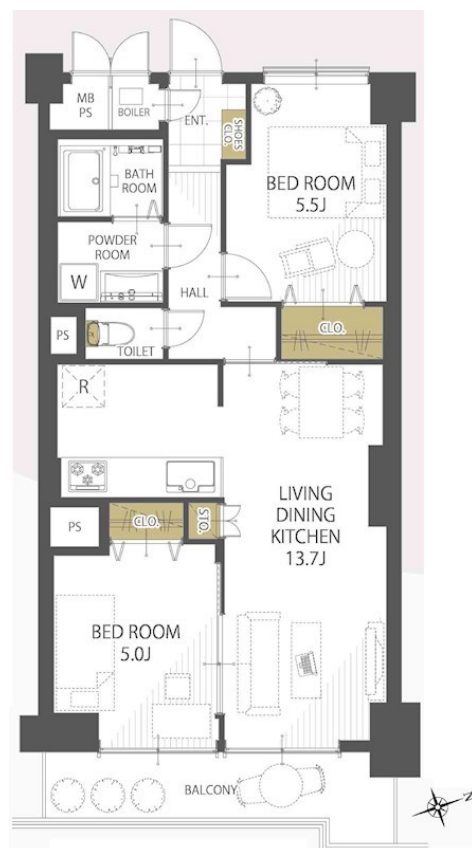 MB
PS
BOILER
ENT.
SHOES
CLO.
BED ROOM
5.5J
BATH
ROOM
POWDER
ROOM
W
HALL
CLO.
PS
TOILET
R
LIVING
DINING
KITCHEN
13.7J
PS
CLO.
STO.
BED ROOM
5.0J
BALCONY
N